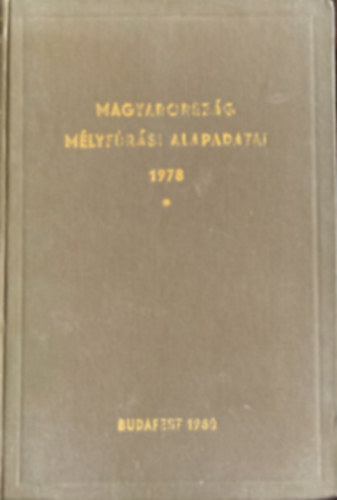 MAGYARORSZÁG
MÉLYFÚRÁSI ALAPADATAI
1978
BUDAPEST 1980